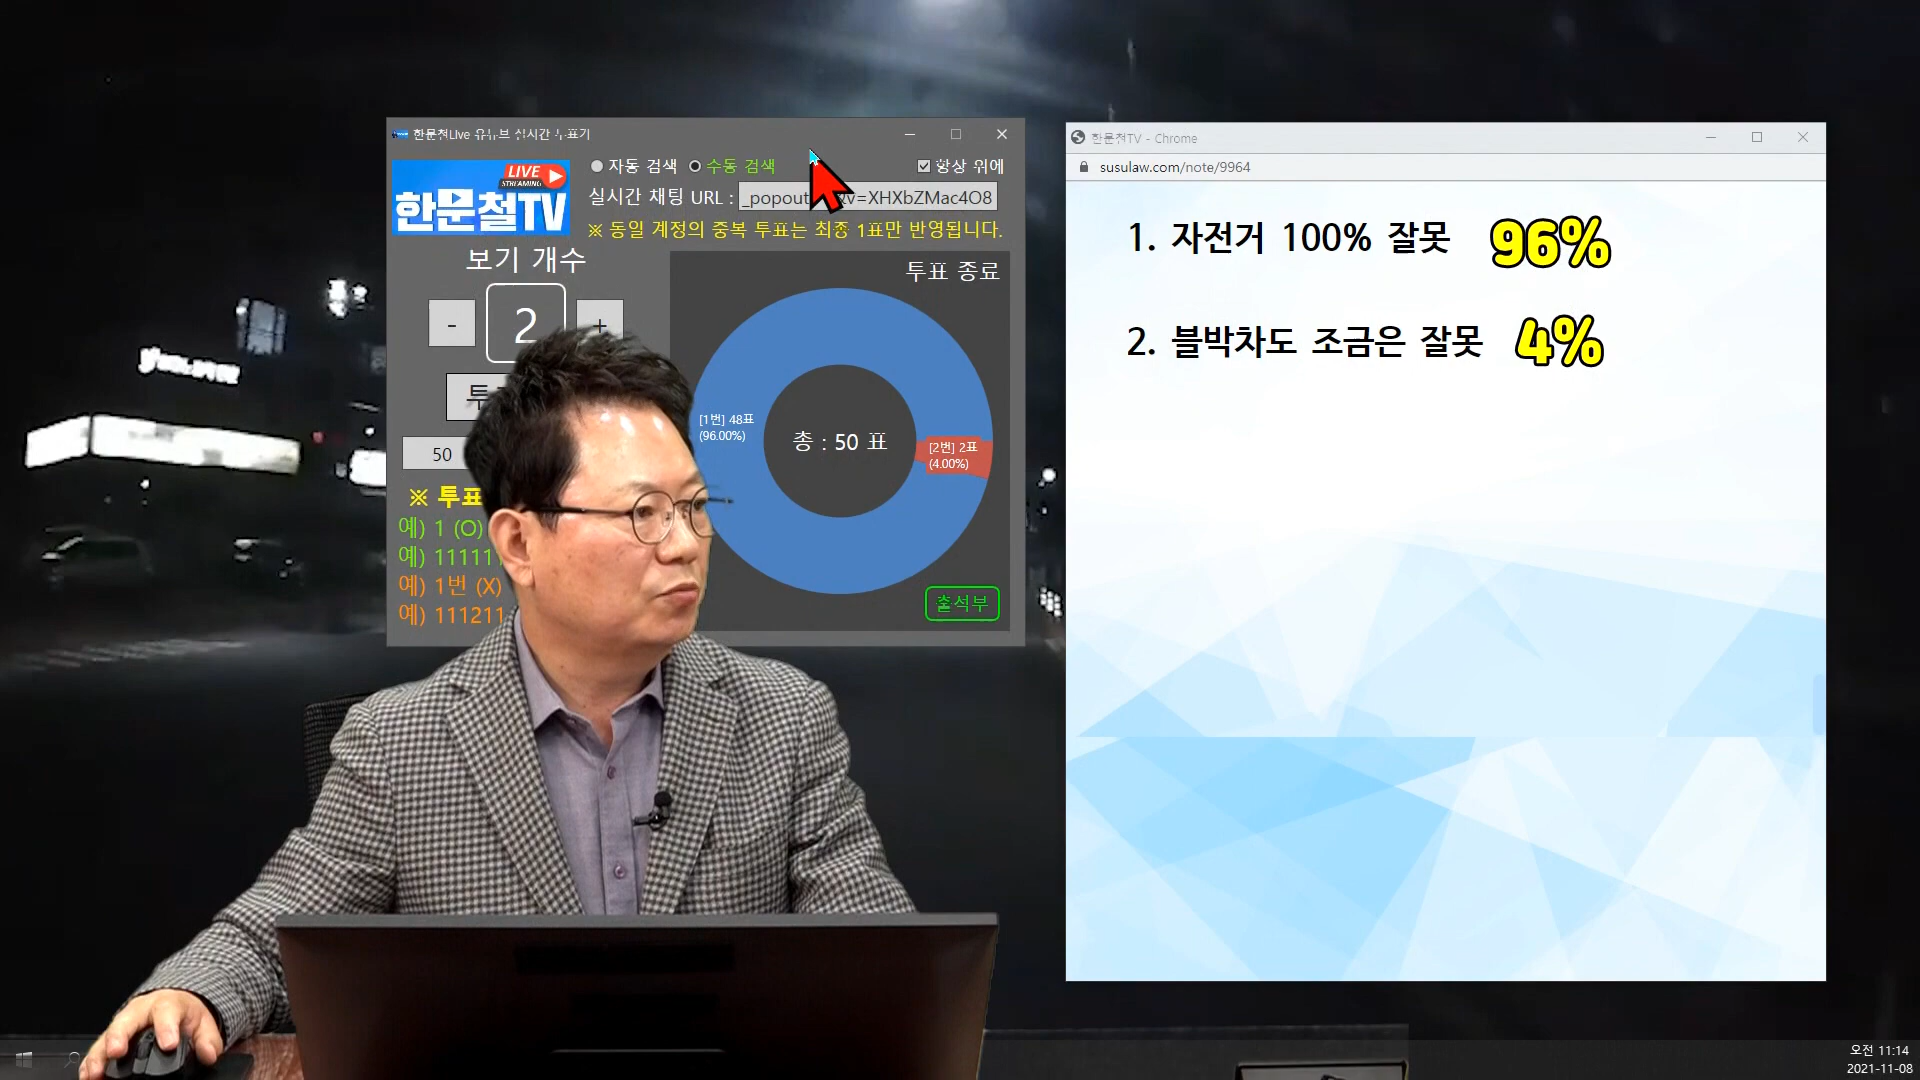 한문철Live 유튜브 실시간 투표기
LIVE
STREAMING
한문철TV
자동 검색
수동 검색
항상 위에
실시간 채팅 URL :
_popout
v=XHXbZMac4O8
※ 동일 계정의 중복 투표는 최종 1표만 반영됩니다.
보기 개수
-
2
+
50
※ 투표
예) 1 (O)
예) 11111
예) 1번 (X)
예) 111211
투표 종료
[1번] 48표
(96.00%)
총 : 50 표
[2번] 2표
(4.00%)
출석부
한문철TV - Chrome
susulaw.com/note/9964
1. 자전거 100% 잘못 96%
2. 블박차도 조금은 잘못 4%
오전 11:14
2021-11-08